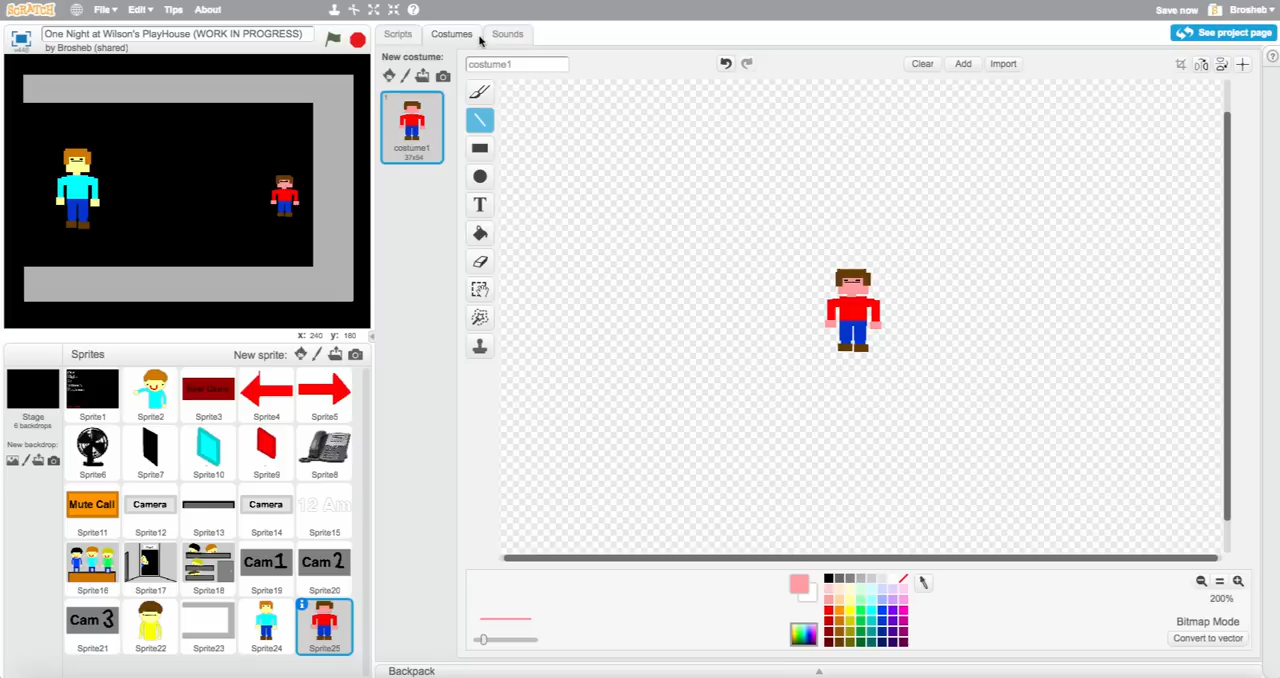 SCRATCH File▾ Edit▾ Tips About Save now Brosheb▾
One Night at Wilson's PlayHouse (WORK IN PROGRESS)
by Brosheb (shared)
See project page
Scripts Costumes Sounds
New costume:
costume1
Clear Add Import
1
costume1
37x54
T
x: 240 y: 180
Sprites New sprite:
Stage
6 backdrops
New backdrop:
Sprite1 Sprite2 Sprite3 Sprite4 Sprite5
Sprite6 Sprite7 Sprite10 Sprite9 Sprite8
Mute Call Camera Camera 12 Am
Sprite11 Sprite12 Sprite13 Sprite14 Sprite15
Cam 1 Cam 2
Sprite16 Sprite17 Sprite18 Sprite19 Sprite20
Cam 3
Sprite21 Sprite22 Sprite23 Sprite24 Sprite25
200%
Bitmap Mode
Convert to vector
Backpack